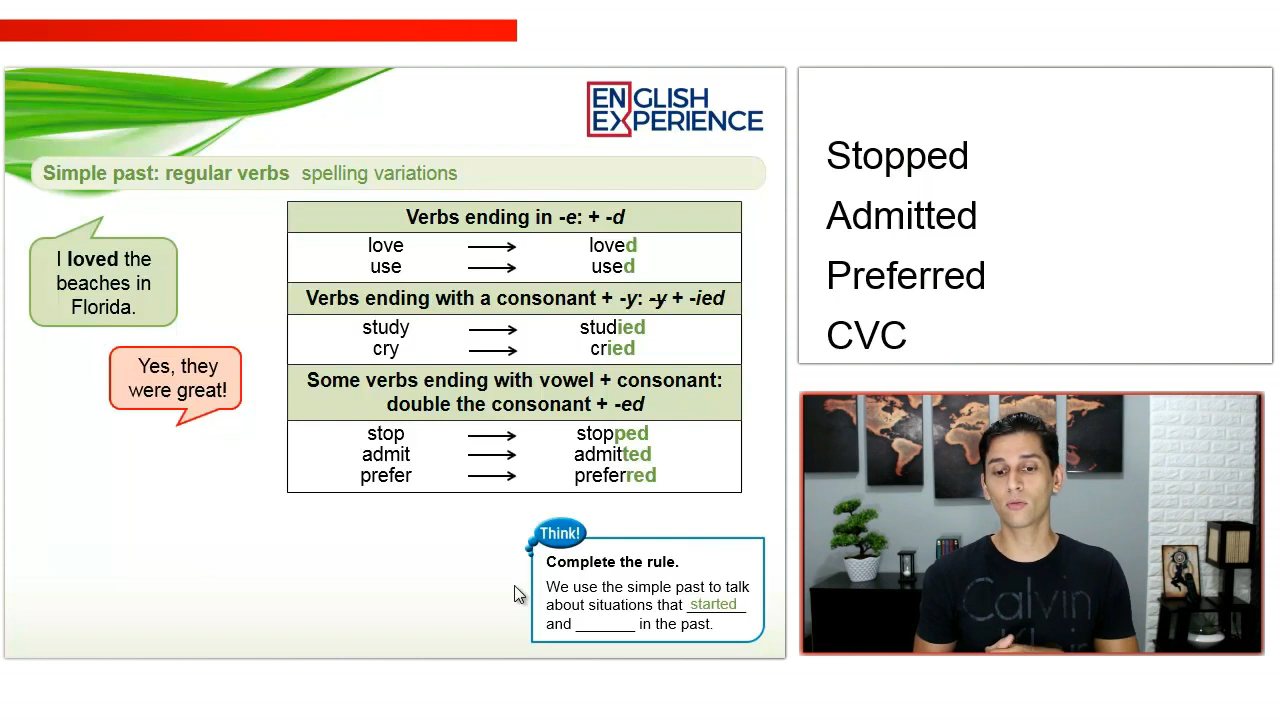 ENGLISH
EXPERIENCE
Simple past: regular verbs spelling variations
I loved the
beaches in
Florida.
Yes, they
were great!
Verbs ending in -e: + -d
love → loved
use → used
Verbs ending with a consonant + -y: -y + -ied
study → studied
cry → cried
Some verbs ending with vowel + consonant:
double the consonant + -ed
stop → stopped
admit → admitted
prefer → preferred
Think!
Complete the rule.
We use the simple past to talk
about situations that started
and _______ in the past.
Stopped
Admitted
Preferred
CVC
Calvin